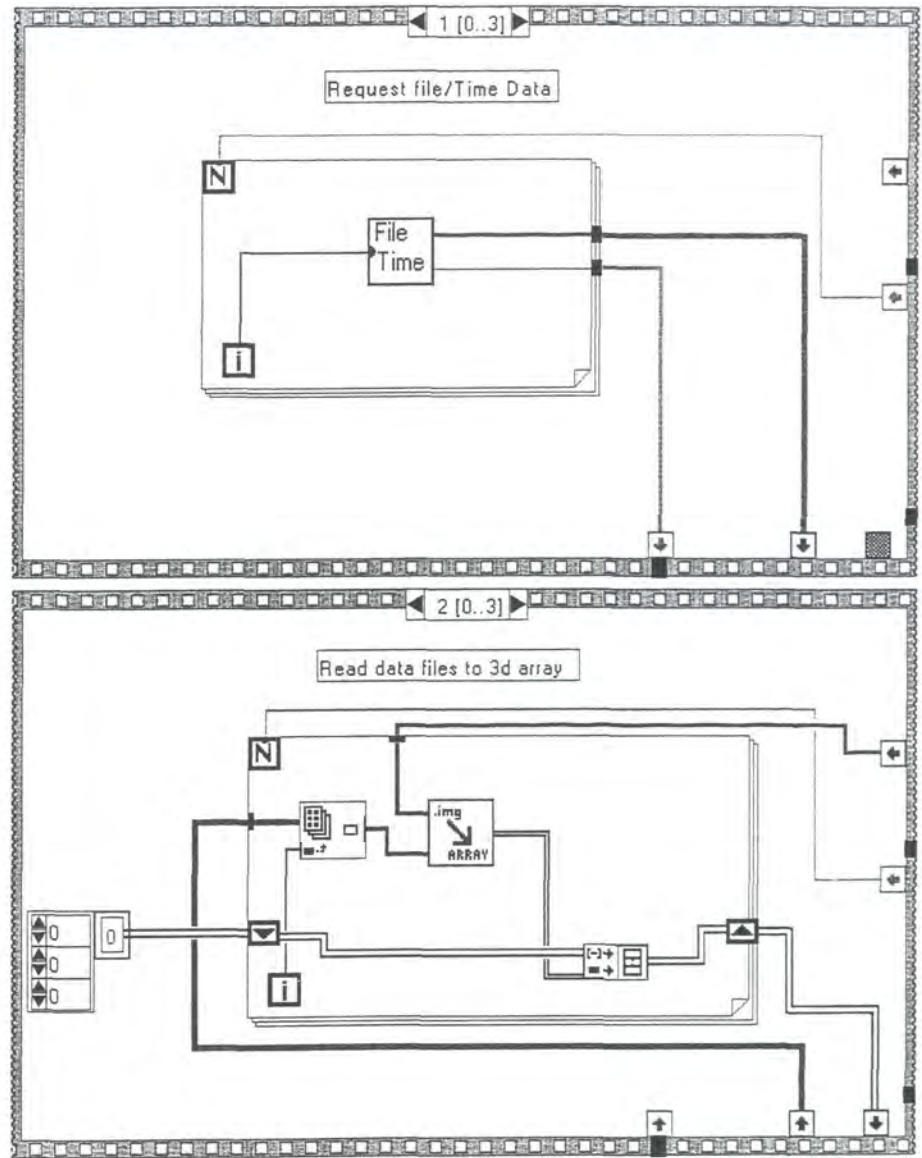 1 [0..3]
Request file/Time Data
N
File
Time
i
2 [0..3]
Read data files to 3d array
N
.img
ARRAY
0
0
0
0
i